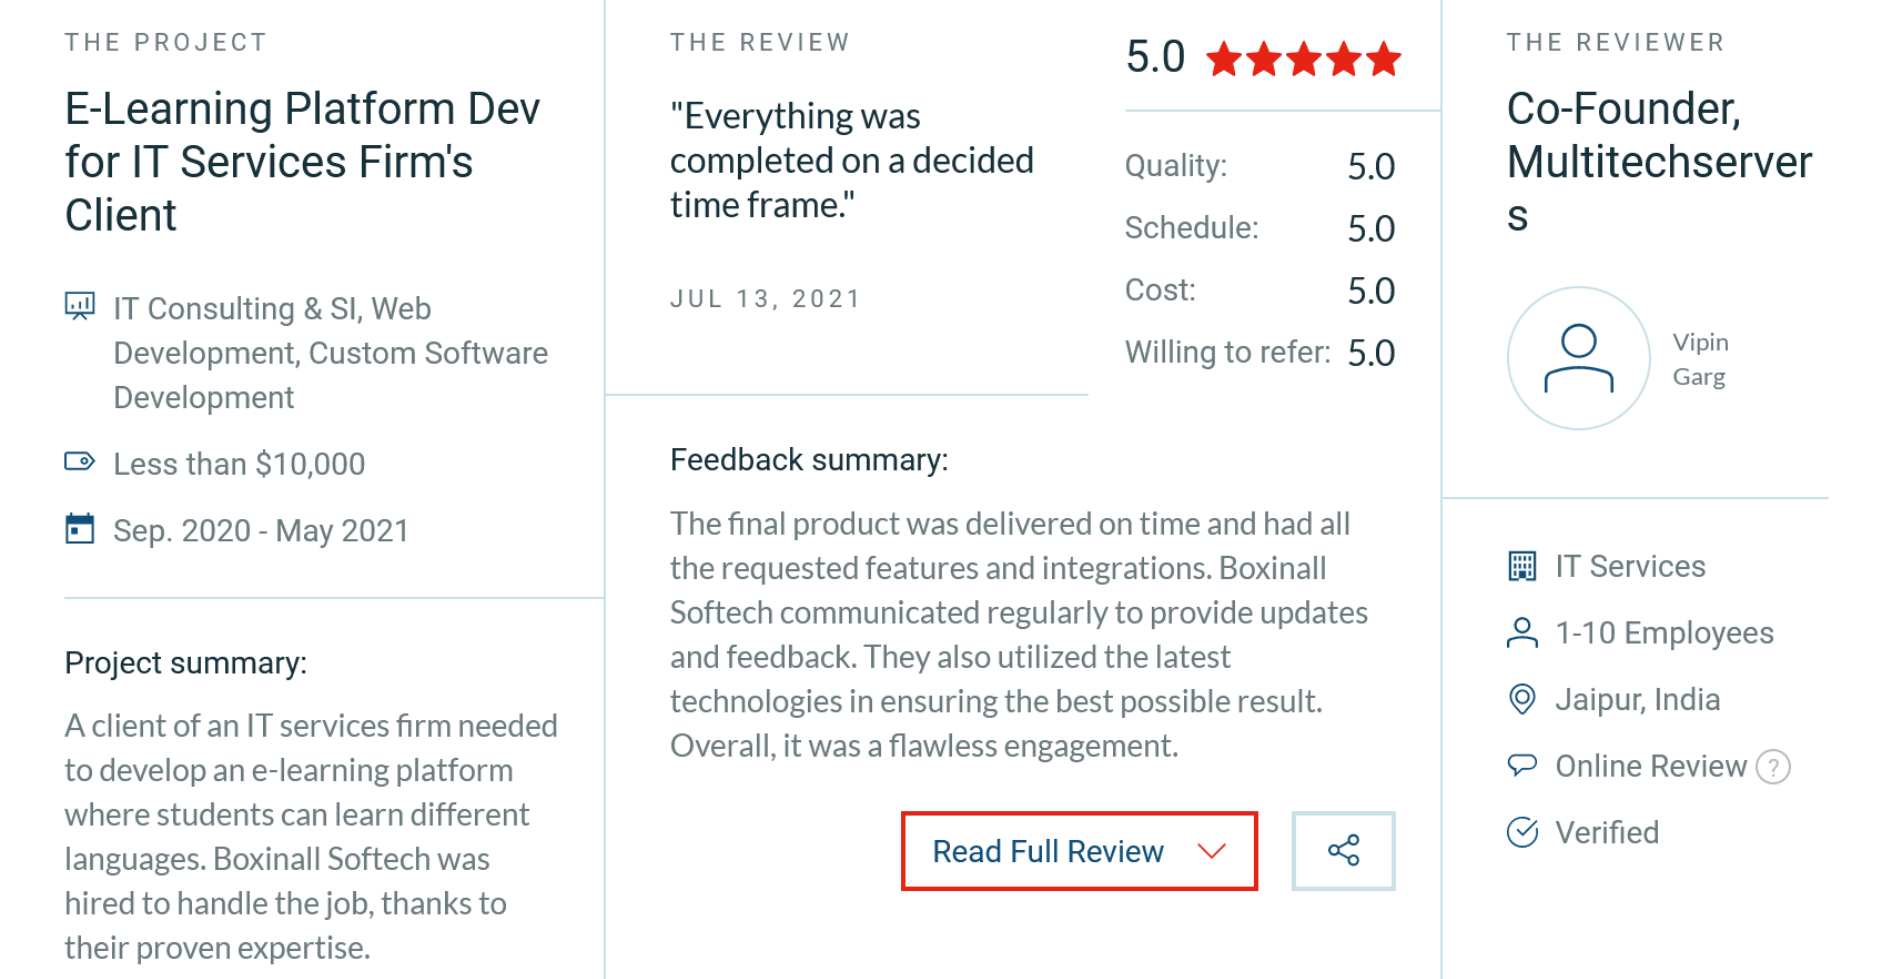 THE PROJECT
E-Learning Platform Dev
for IT Services Firm's
Client
IT Consulting & SI, Web
Development, Custom Software
Development
Less than $10,000
Sep. 2020 - May 2021
Project summary:
A client of an IT services firm needed
to develop an e-learning platform
where students can learn different
languages. Boxinall Softech was
hired to handle the job, thanks to
their proven expertise.
THE REVIEW
"Everything was
completed on a decided
time frame."
JUL 13, 2021
5.0
Quality: 5.0
Schedule: 5.0
Cost: 5.0
Willing to refer: 5.0
Feedback summary:
The final product was delivered on time and had all
the requested features and integrations. Boxinall
Softech communicated regularly to provide updates
and feedback. They also utilized the latest
technologies in ensuring the best possible result.
Overall, it was a flawless engagement.
Read Full Review
THE REVIEWER
Co-Founder,
Multitechserver
s
Vipin
Garg
IT Services
1-10 Employees
Jaipur, India
Online Review ?
Verified